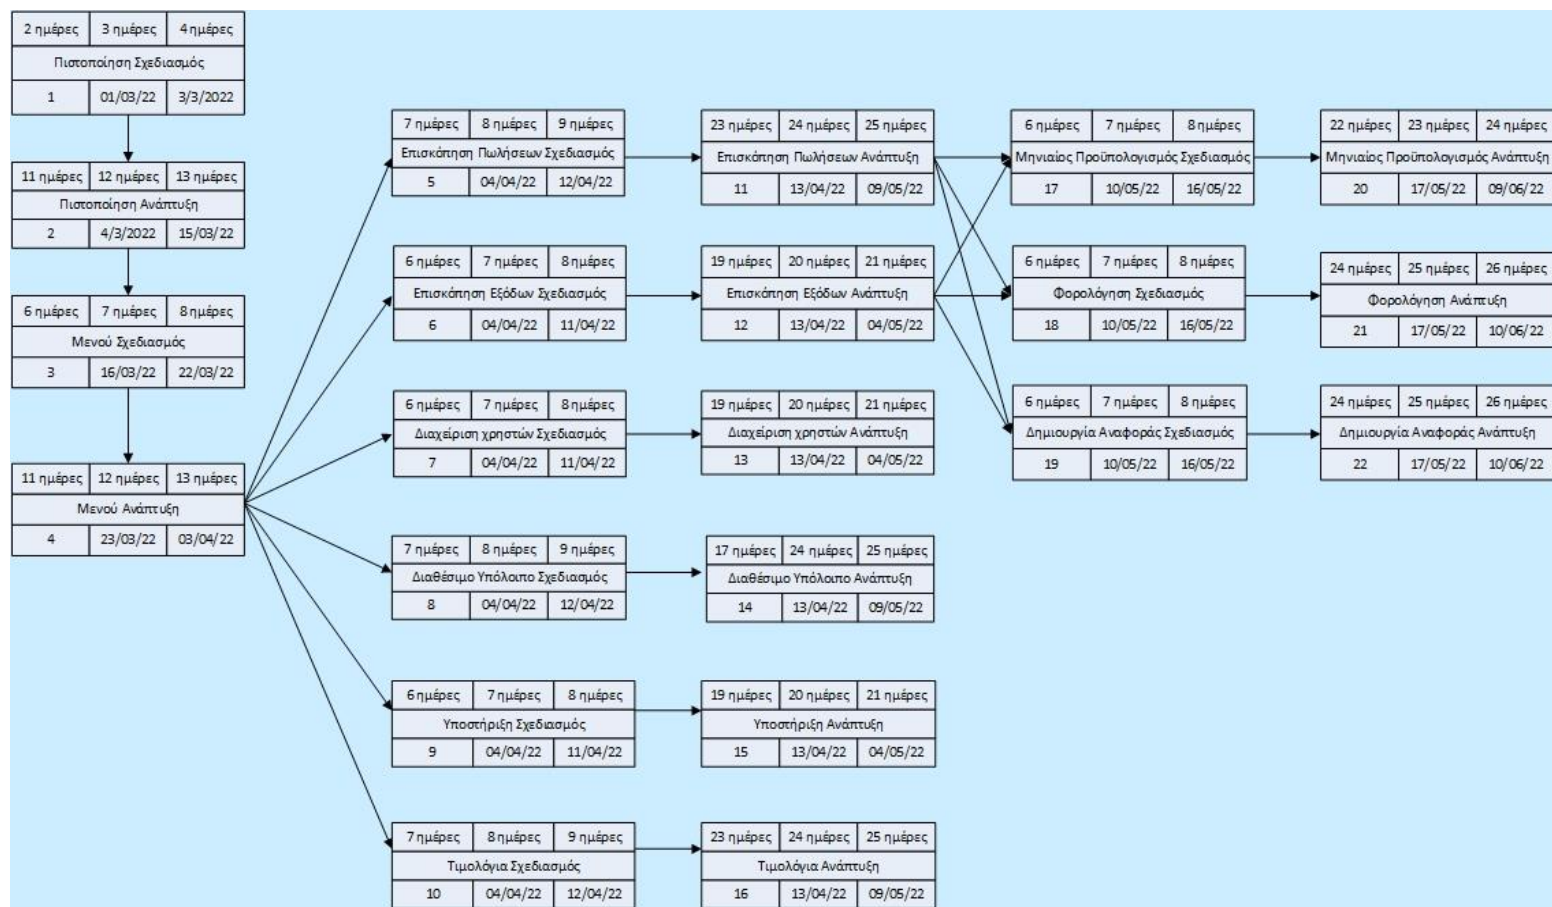 2 ημέρες 3 ημέρες 4 ημέρες
Πιστοποίηση Σχεδιασμός
1 01/03/22 3/3/2022
11 ημέρες 12 ημέρες 13 ημέρες
Πιστοποίηση Ανάπτυξη
2 4/3/2022 15/03/22
6 ημέρες 7 ημέρες 8 ημέρες
Μενού Σχεδιασμός
3 16/03/22 22/03/22
11 ημέρες 12 ημέρες 13 ημέρες
Μενού Ανάπτυξη
4 23/03/22 03/04/22
7 ημέρες 8 ημέρες 9 ημέρες
Επισκόπηση Πωλήσεων Σχεδιασμός
5 04/04/22 12/04/22
6 ημέρες 7 ημέρες 8 ημέρες
Επισκόπηση Εξόδων Σχεδιασμός
6 04/04/22 11/04/22
6 ημέρες 7 ημέρες 8 ημέρες
Διαχείριση χρηστών Σχεδιασμός
7 04/04/22 11/04/22
7 ημέρες 8 ημέρες 9 ημέρες
Διαθέσιμο Υπόλοιπο Σχεδιασμός
8 04/04/22 12/04/22
6 ημέρες 7 ημέρες 8 ημέρες
Υποστήριξη Σχεδιασμός
9 04/04/22 11/04/22
7 ημέρες 8 ημέρες 9 ημέρες
Τιμολόγια Σχεδιασμός
10 04/04/22 12/04/22
23 ημέρες 24 ημέρες 25 ημέρες
Επισκόπηση Πωλήσεων Ανάπτυξη
11 13/04/22 09/05/22
19 ημέρες 20 ημέρες 21 ημέρες
Επισκόπηση Εξόδων Ανάπτυξη
12 13/04/22 04/05/22
19 ημέρες 20 ημέρες 21 ημέρες
Διαχείριση χρηστών Ανάπτυξη
13 13/04/22 04/05/22
17 ημέρες 24 ημέρες 25 ημέρες
Διαθέσιμο Υπόλοιπο Ανάπτυξη
14 13/04/22 09/05/22
19 ημέρες 20 ημέρες 21 ημέρες
Υποστήριξη Ανάπτυξη
15 13/04/22 04/05/22
23 ημέρες 24 ημέρες 25 ημέρες
Τιμολόγια Ανάπτυξη
16 13/04/22 09/05/22
6 ημέρες 7 ημέρες 8 ημέρες
Μηνιαίος Προϋπολογισμός Σχεδιασμός
17 10/05/22 16/05/22
6 ημέρες 7 ημέρες 8 ημέρες
Φορολόγηση Σχεδιασμός
18 10/05/22 16/05/22
6 ημέρες 7 ημέρες 8 ημέρες
Δημιουργία Αναφοράς Σχεδιασμός
19 10/05/22 16/05/22
22 ημέρες 23 ημέρες 24 ημέρες
Μηνιαίος Προϋπολογισμός Ανάπτυξη
20 17/05/22 09/06/22
24 ημέρες 25 ημέρες 26 ημέρες
Φορολόγηση Ανάπτυξη
21 17/05/22 10/06/22
24 ημέρες 25 ημέρες 26 ημέρες
Δημιουργία Αναφοράς Ανάπτυξη
22 17/05/22 10/06/22